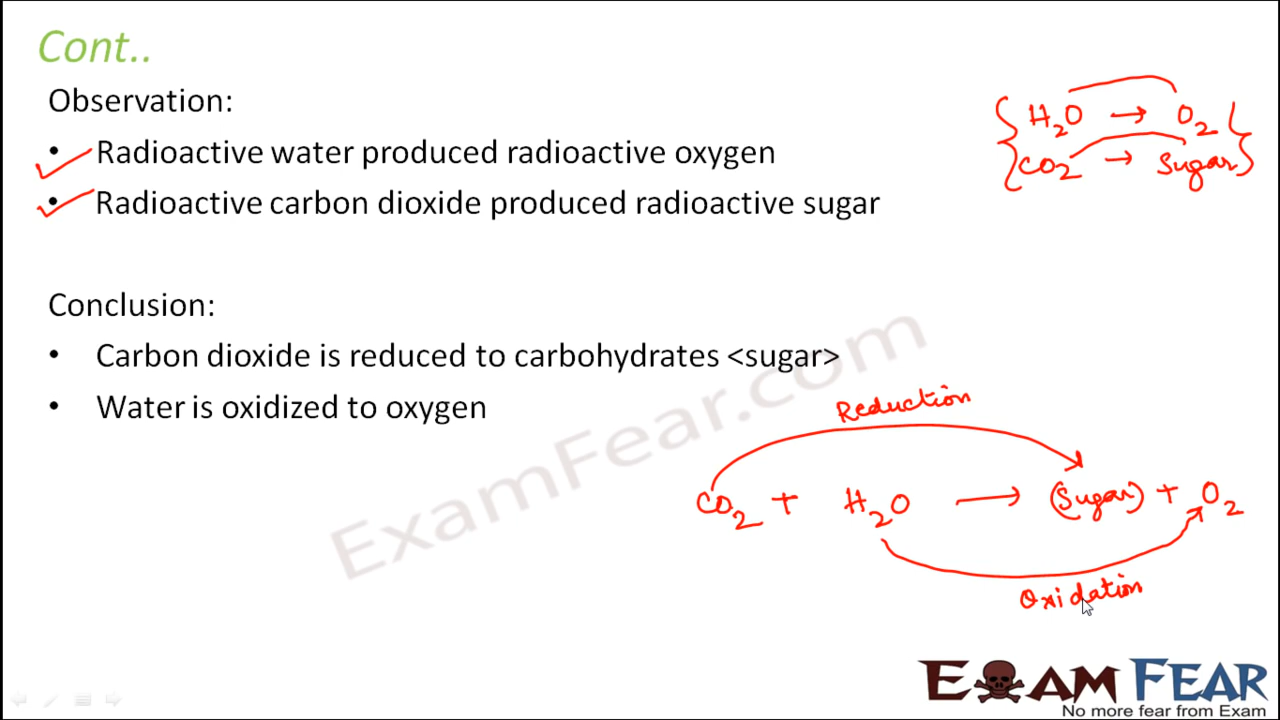 Cont..
Observation:
• Radioactive water produced radioactive oxygen
• Radioactive carbon dioxide produced radioactive sugar
H2O → O2
CO2 → Sugar
Conclusion:
• Carbon dioxide is reduced to carbohydrates <sugar>
• Water is oxidized to oxygen
Reduction
CO2 + H2O → (Sugar) + O2
Oxidation
ExamFear.com
EXAM FEAR
No more fear from Exam